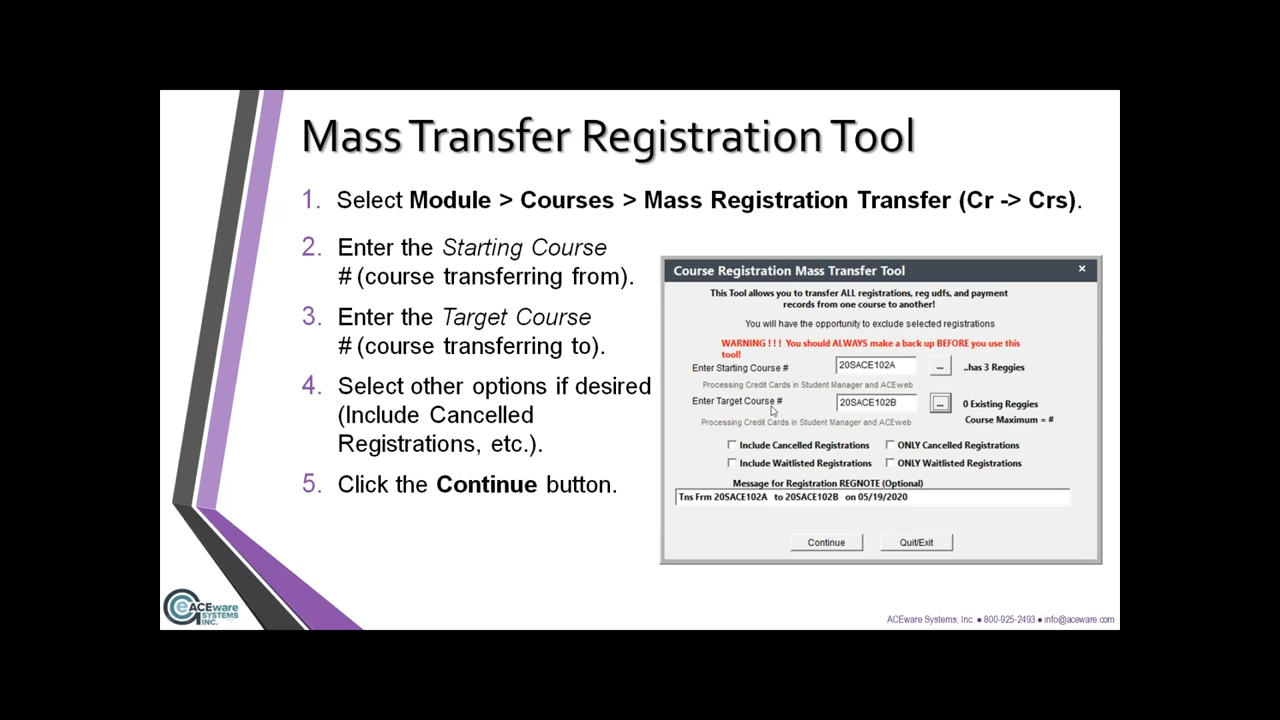 Mass Transfer Registration Tool
1. Select Module > Courses > Mass Registration Transfer (Cr -> Crs).
2. Enter the Starting Course
# (course transferring from).
3. Enter the Target Course
# (course transferring to).
4. Select other options if desired
(Include Cancelled
Registrations, etc.).
5. Click the Continue button.
Course Registration Mass Transfer Tool ×
This Tool allows you to transfer ALL registrations, reg udfs, and payment
records from one course to another!
You will have the opportunity to exclude selected registrations
WARNING ! ! ! You should ALWAYS make a back up BEFORE you use this
tool!
Enter Starting Course # 20SACE102A ... ..has 3 Reggies
Processing Credit Cards in Student Manager and ACEweb
Enter Target Course # 20SACE102B ... 0 Existing Reggies
Course Maximum = #
Processing Credit Cards in Student Manager and ACEweb
Include Cancelled Registrations ONLY Cancelled Registrations
Include Waitlisted Registrations ONLY Waitlisted Registrations
Message for Registration REGNOTE (Optional)
Tns Frm 20SACE102A to 20SACE102B on 05/19/2020
Continue Quit/Exit
ACEware
SYSTEMS
INC.
ACEware Systems, Inc. ● 800-925-2493 ● info@aceware.com